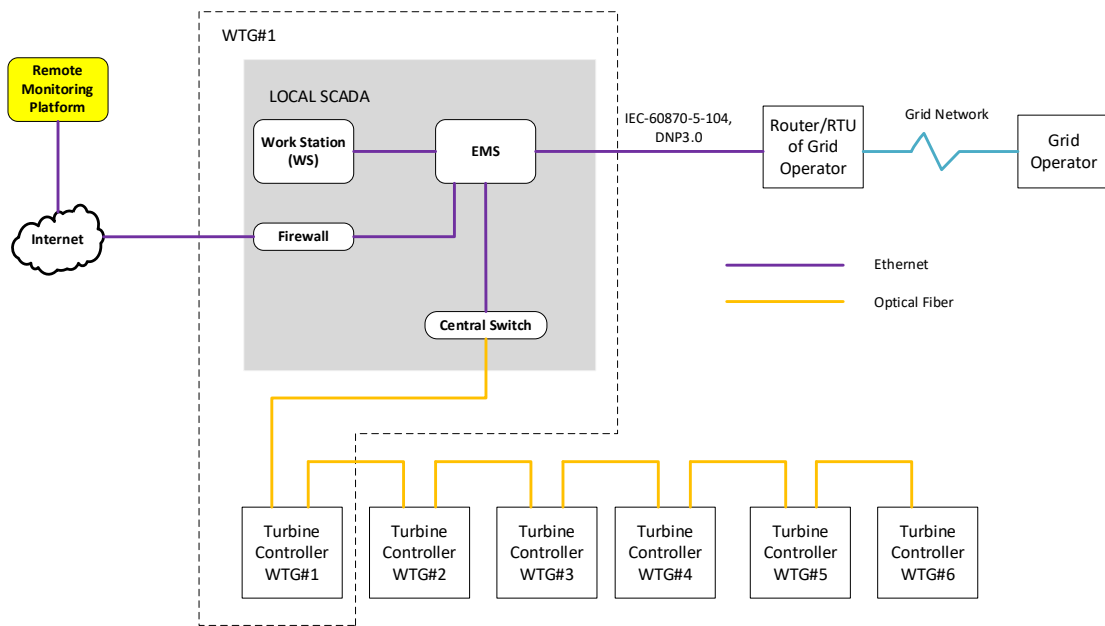 WTG#1
Remote
Monitoring
Platform
LOCAL SCADA
Work Station
(WS)
EMS
IEC-60870-5-104,
DNP3.0
Router/RTU
of Grid
Operator
Grid Network
Grid
Operator
Internet
Firewall
Ethernet
Optical Fiber
Central Switch
Turbine
Controller
WTG#1
Turbine
Controller
WTG#2
Turbine
Controller
WTG#3
Turbine
Controller
WTG#4
Turbine
Controller
WTG#5
Turbine
Controller
WTG#6